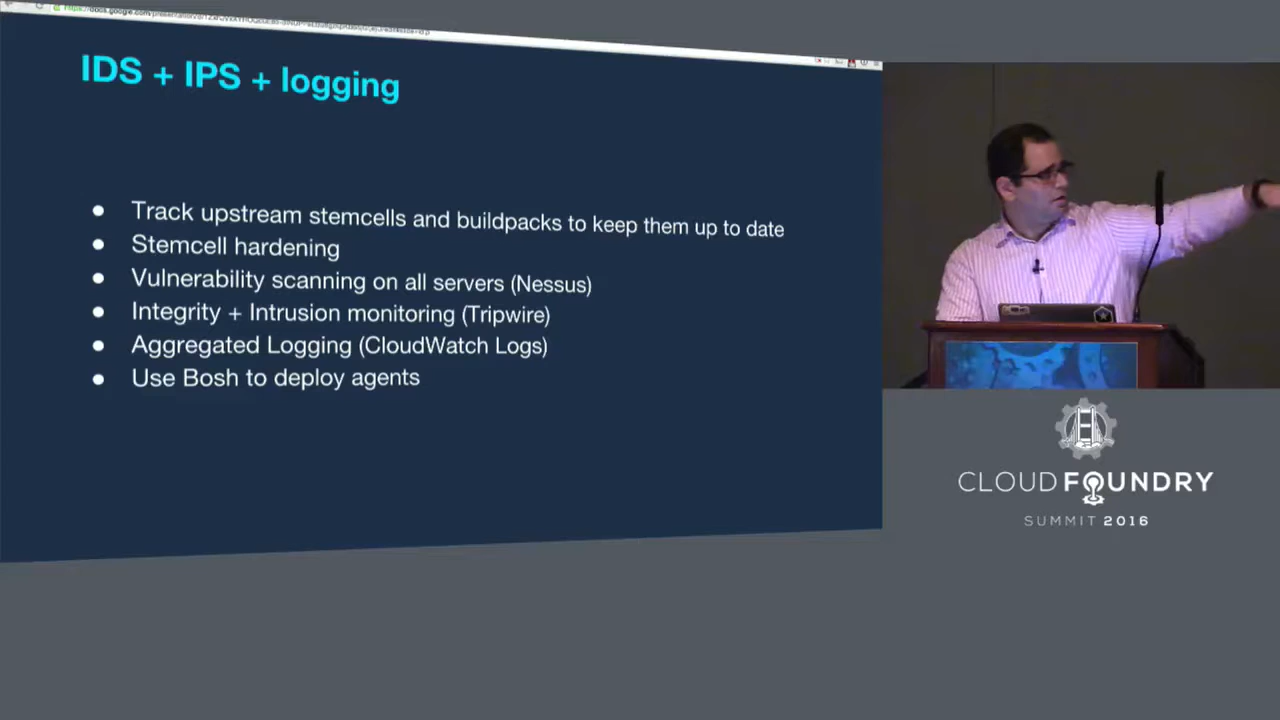 IDS + IPS + logging
Track upstream stemcells and buildpacks to keep them up to date
Stemcell hardening
Vulnerability scanning on all servers (Nessus)
Integrity + Intrusion monitoring (Tripwire)
Aggregated Logging (CloudWatch Logs)
Use Bosh to deploy agents
CLOUD FOUNDRY
SUMMIT 2016